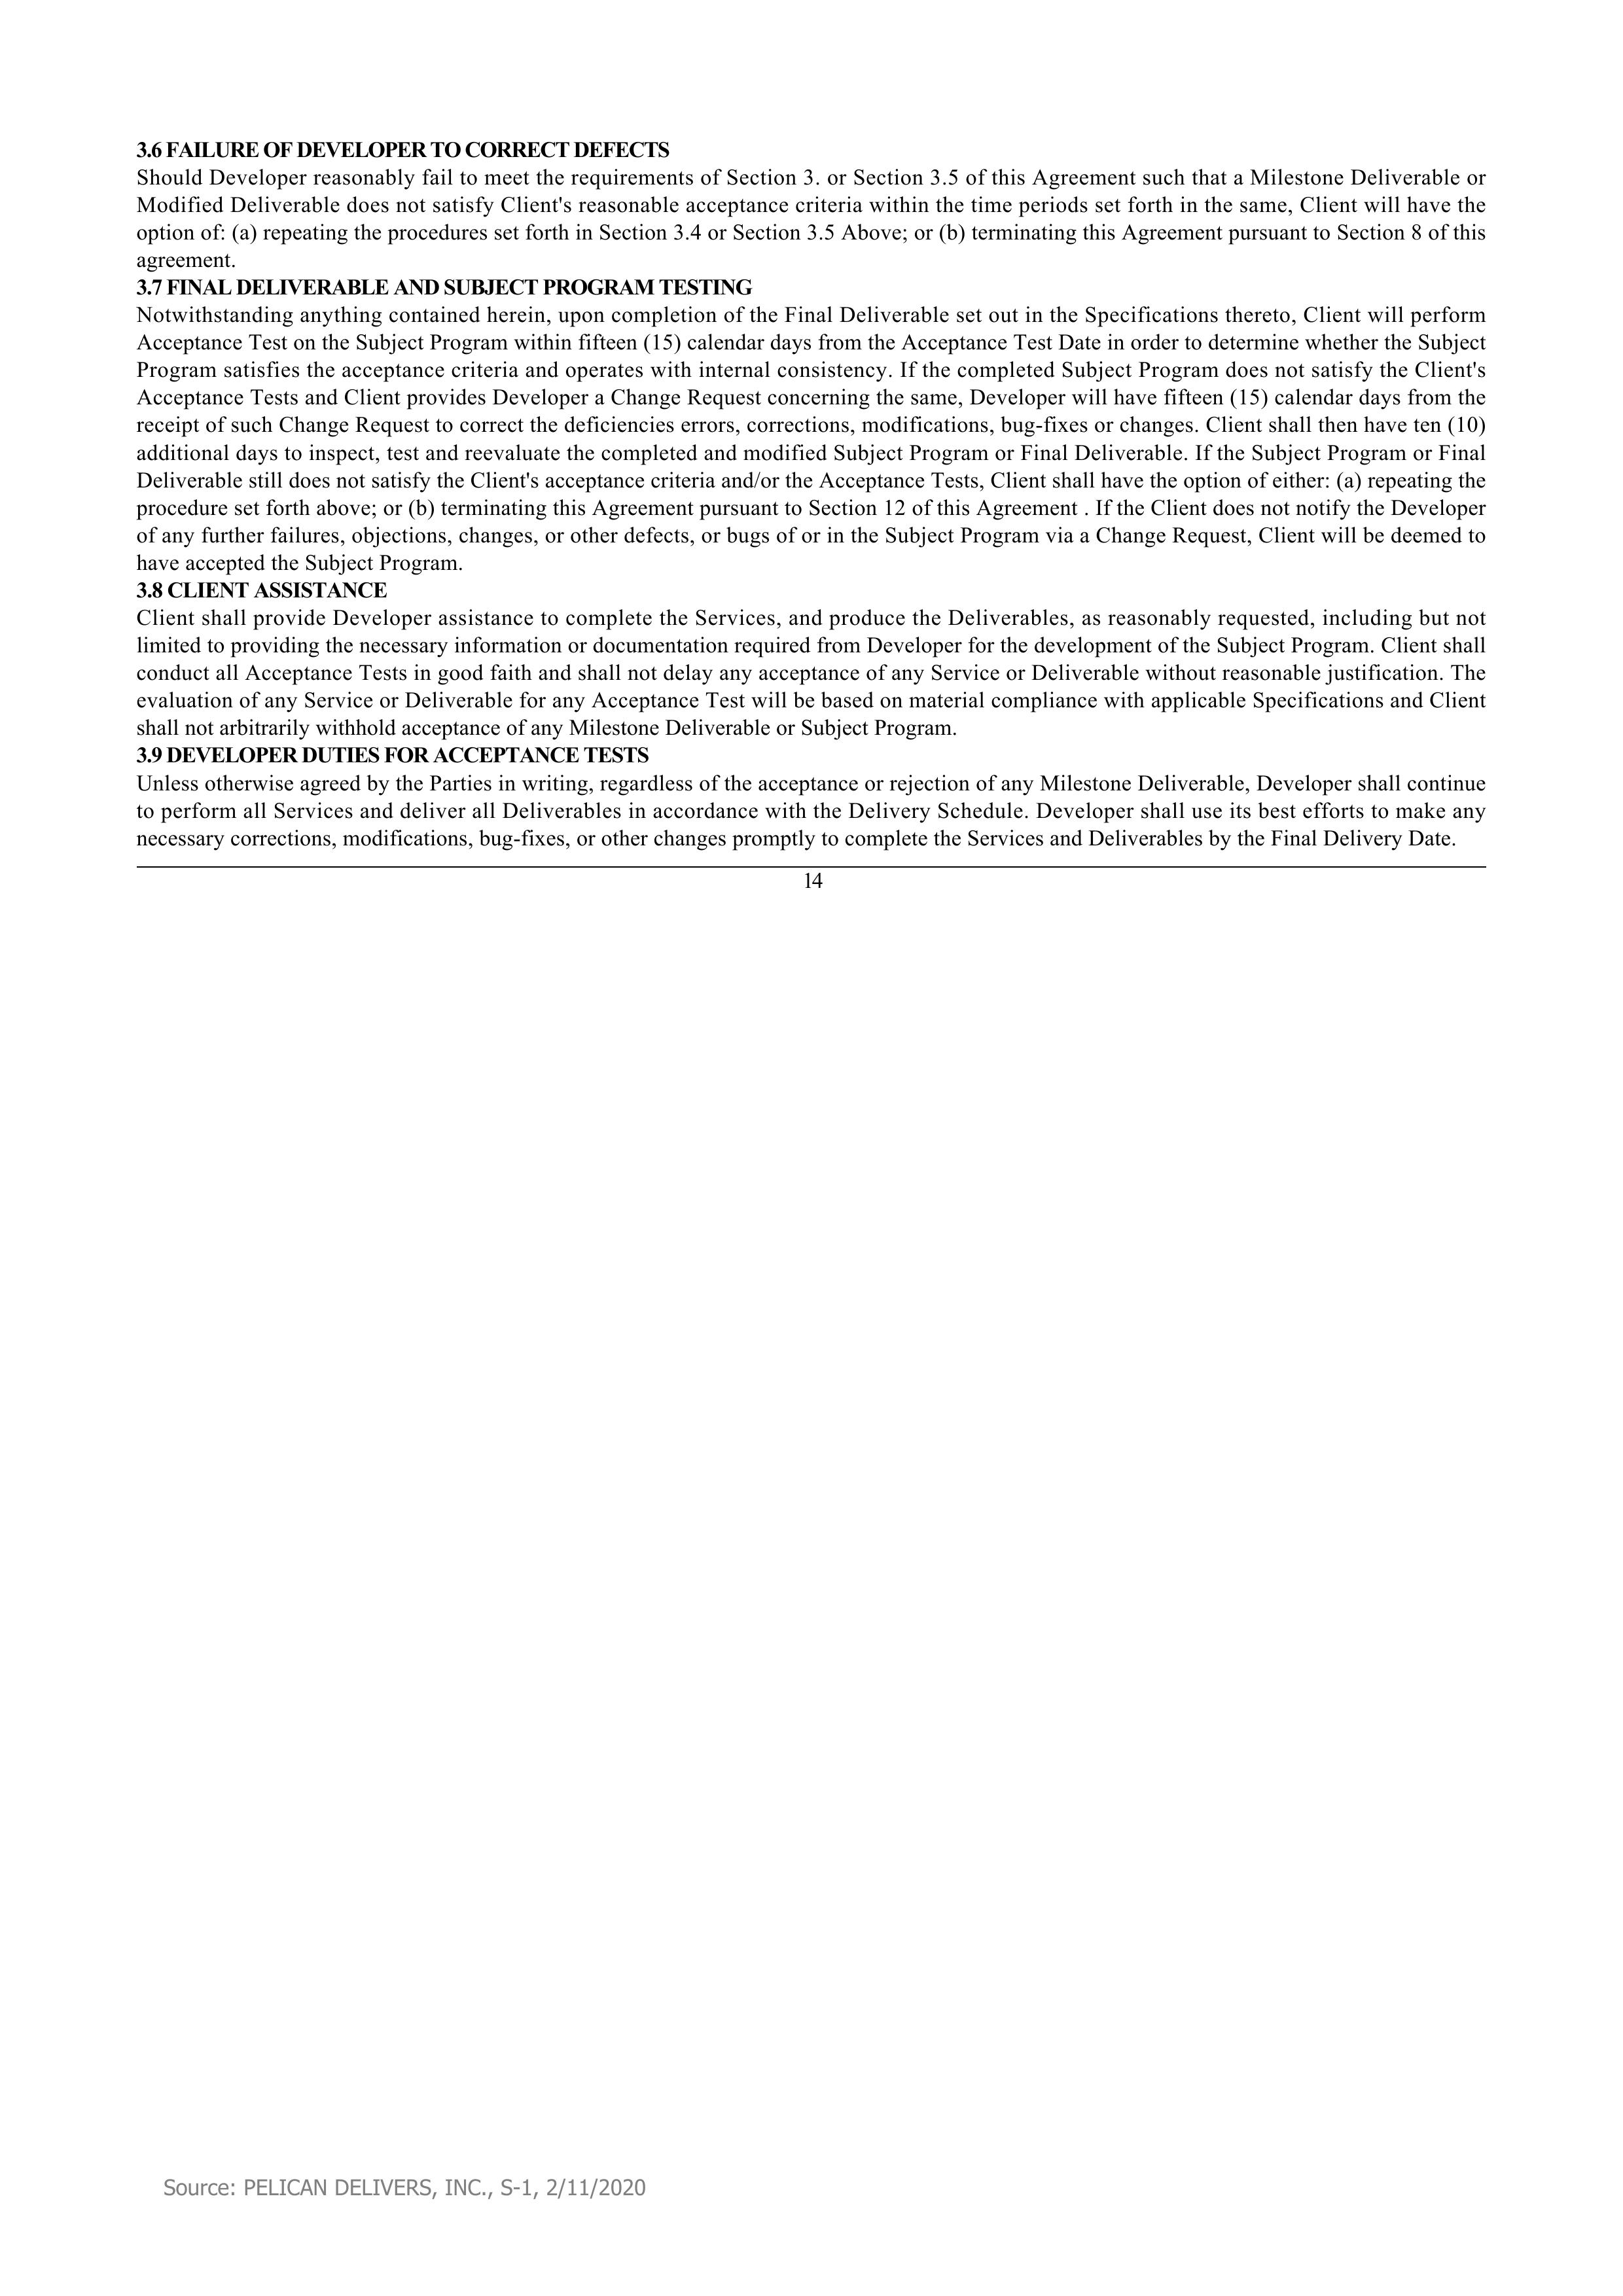 3.6 FAILURE OF DEVELOPER TO CORRECT DEFECTS
Should Developer reasonably fail to meet the requirements of Section 3. or Section 3.5 of this Agreement such that a Milestone Deliverable or
Modified Deliverable does not satisfy Client's reasonable acceptance criteria within the time periods set forth in the same, Client will have the
option of: (a) repeating the procedures set forth in Section 3.4 or Section 3.5 Above; or (b) terminating this Agreement pursuant to Section 8 of this
agreement.
3.7 FINAL DELIVERABLE AND SUBJECT PROGRAM TESTING
Notwithstanding anything contained herein, upon completion of the Final Deliverable set out in the Specifications thereto, Client will perform
Acceptance Test on the Subject Program within fifteen (15) calendar days from the Acceptance Test Date in order to determine whether the Subject
Program satisfies the acceptance criteria and operates with internal consistency. If the completed Subject Program does not satisfy the Client's
Acceptance Tests and Client provides Developer a Change Request concerning the same, Developer will have fifteen (15) calendar days from the
receipt of such Change Request to correct the deficiencies errors, corrections, modifications, bug-fixes or changes. Client shall then have ten (10)
additional days to inspect, test and reevaluate the completed and modified Subject Program or Final Deliverable. If the Subject Program or Final
Deliverable still does not satisfy the Client's acceptance criteria and/or the Acceptance Tests, Client shall have the option of either: (a) repeating the
procedure set forth above; or (b) terminating this Agreement pursuant to Section 12 of this Agreement . If the Client does not notify the Developer
of any further failures, objections, changes, or other defects, or bugs of or in the Subject Program via a Change Request, Client will be deemed to
have accepted the Subject Program.
3.8 CLIENT ASSISTANCE
Client shall provide Developer assistance to complete the Services, and produce the Deliverables, as reasonably requested, including but not
limited to providing the necessary information or documentation required from Developer for the development of the Subject Program. Client shall
conduct all Acceptance Tests in good faith and shall not delay any acceptance of any Service or Deliverable without reasonable justification. The
evaluation of any Service or Deliverable for any Acceptance Test will be based on material compliance with applicable Specifications and Client
shall not arbitrarily withhold acceptance of any Milestone Deliverable or Subject Program.
3.9 DEVELOPER DUTIES FOR ACCEPTANCE TESTS
Unless otherwise agreed by the Parties in writing, regardless of the acceptance or rejection of any Milestone Deliverable, Developer shall continue
to perform all Services and deliver all Deliverables in accordance with the Delivery Schedule. Developer shall use its best efforts to make any
necessary corrections, modifications, bug-fixes, or other changes promptly to complete the Services and Deliverables by the Final Delivery Date.
14
Source: PELICAN DELIVERS, INC., S-1, 2/11/2020